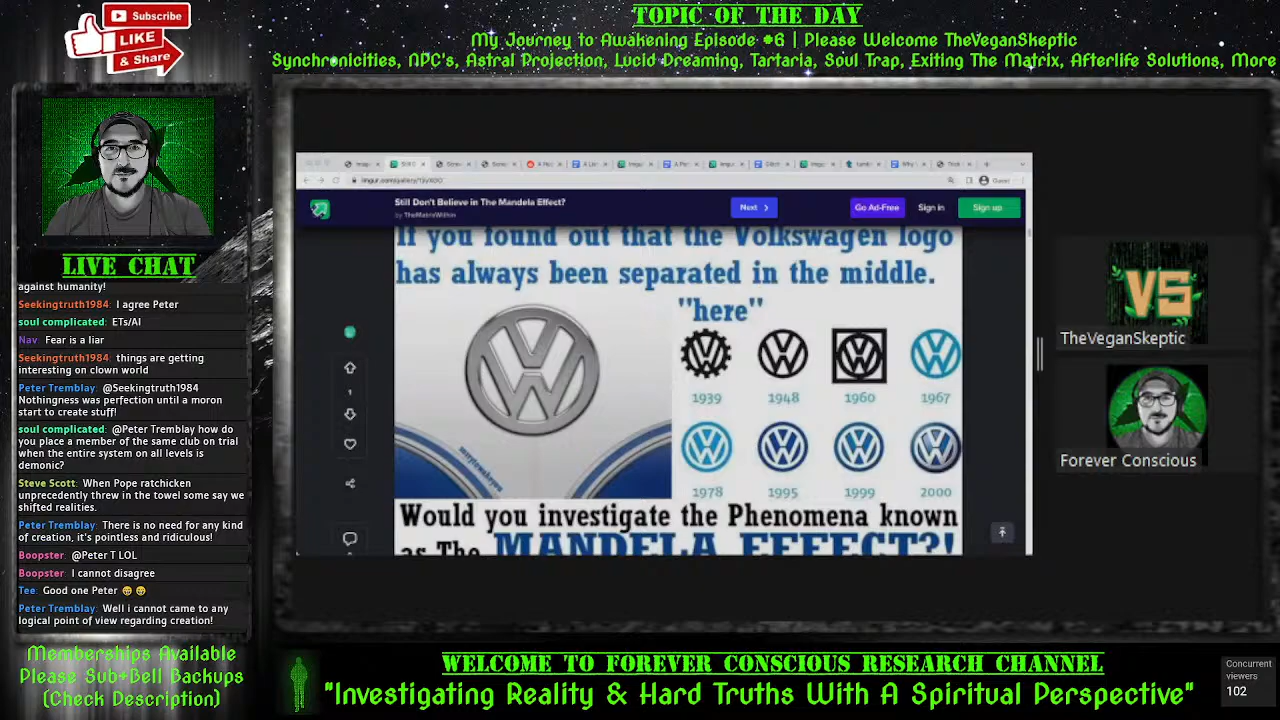 Subscribe
LIKE
& Share
TOPIC OF THE DAY
My Journey to Awakening Episode #6 | Please Welcome TheVeganSkeptic
Synchronicities, NPC's, Astral Projection, Lucid Dreaming, Tartaria, Soul Trap, Exiting The Matrix, Afterlife Solutions, More
LIVE CHAT
against humanity!
Seekingtruth1984: I agree Peter
soul complicated: ETs/AI
Nav: Fear is a liar
Seekingtruth1984: things are getting
interesting on clown world
Peter Tremblay: @Seekingtruth1984
Nothingness was perfection until a moron
start to create stuff!
soul complicated: @Peter Tremblay how do
you place a member of the same club on trial
when the entire system on all levels is
demonic?
Steve Scott: When Pope ratchicken
unprecedently threw in the towel some say we
shifted realities.
Peter Tremblay: There is no need for any kind
of creation, it's pointless and ridiculous!
Boopster: @Peter T LOL
Boopster: I cannot disagree
Tee: Good one Peter
Peter Tremblay: Well i cannot came to any
logical point of view regarding creation!
Memberships Available
Please Sub+Bell Backups
(Check Description)
Still Don't Believe in The Mandela Effect?
by TheMatrixWithin
Next
Go Ad-Free
Sign in
Sign up
If you found out that the Volkswagen logo
has always been separated in the middle.
"here"
1939 1948 1960 1967
1978 1995 1999 2000
Would you investigate the Phenomena known
as The MANDELA EFFECT?!
1
VS
TheVeganSkeptic
Forever Conscious
WELCOME TO FOREVER CONSCIOUS RESEARCH CHANNEL
"Investigating Reality & Hard Truths With A Spiritual Perspective"
Concurrent
viewers
102